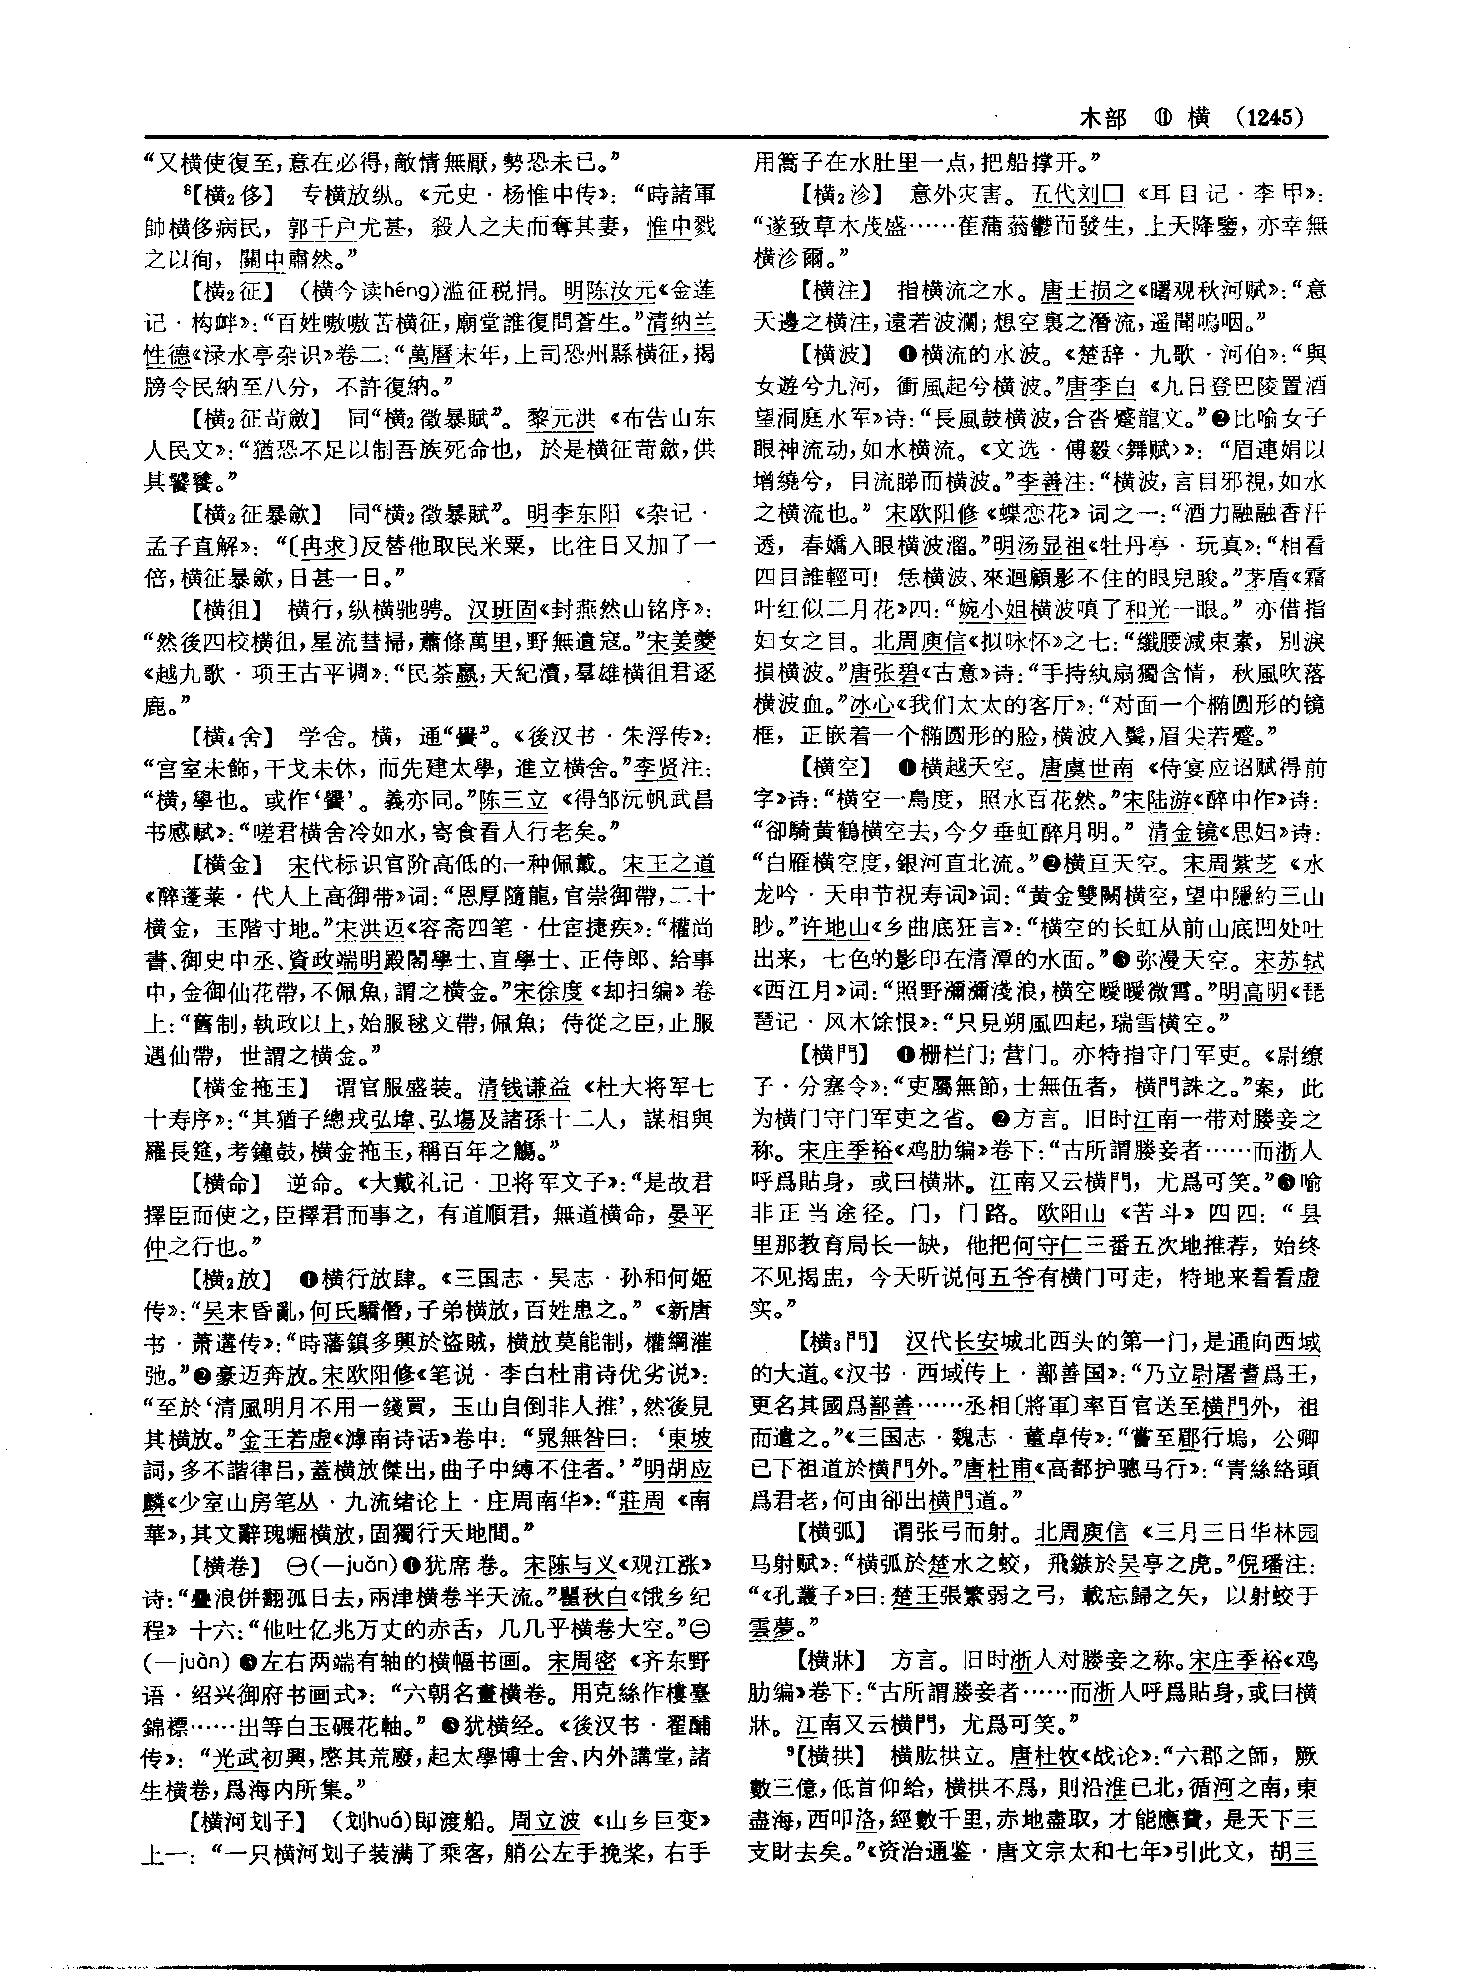 木部 ⑪ 横 （1245）
“又橫使復至，意在必得，敵情無厭，勢恐未已。”
⁸【横₂侈】 专横放纵。《元史·杨惟中传》：“時諸軍
帥橫侈病民，郭千户尤甚，殺人之夫而奪其妻，惟中戮
之以徇，關中肅然。”
【横₂征】（横今读héng）滥征税捐。明陈汝元《金莲
记·构衅》：“百姓嗷嗷苦橫征，廟堂誰復問蒼生。”清纳兰
性德《渌水亭杂识》卷二：“萬曆末年，上司恐州縣橫征，揭
牓令民納至八分，不許復納。”
【横₂征苛斂】 同“横₂徵暴賦”。黎元洪《布告山东
人民文》：“猶恐不足以制吾族死命也，於是横征苛斂，供
其饕餮。”
【横₂征暴斂】 同“横₂徵暴賦”。明李东阳《杂记·
孟子直解》：“〔冉求〕反替他取民米粟，比往日又加了一
倍，橫征暴斂，日甚一日。”
【横徂】 横行，纵横驰骋。汉班固《封燕然山铭序》：
“然後四校横徂，星流彗掃，蕭條萬里，野無遺寇。”宋姜夔
《越九歌·项王古平调》：“民荼嬴，天紀瀆，羣雄横徂君逐
鹿。”
【横₄舍】 学舍。横，通“黌”。《後汉书·朱浮传》：
“宫室未飾，干戈未休，而先建太學，進立横舍。”李贤注：
“横，學也。或作‘黌’。義亦同。”陈三立《得邹沅帆武昌
书感赋》：“嗟君横舍冷如水，寄食看人行老矣。”
【横金】 宋代标识官阶高低的一种佩戴。宋王之道
《醉蓬莱·代人上高御带》词：“恩厚隨龍，官崇御帶，二十
横金，玉階寸地。”宋洪迈《容斋四笔·仕宦捷疾》：“權尚
書、御史中丞、資政端明殿閣學士、直學士、正侍郎、給事
中，金御仙花帶，不佩魚，謂之横金。”宋徐度《却扫编》卷
上：“舊制，執政以上，始服毬文帶，佩魚；侍從之臣，止服
遇仙帶，世謂之横金。”
【横金拖玉】 谓官服盛装。清钱谦益《杜大将军七
十寿序》：“其猶子總戎弘㙔、弘場及諸孫十二人，謀相與
羅長筵，考鐘鼓，横金拖玉，稱百年之觴。”
【横命】 逆命。《大戴礼记·卫将军文子》：“是故君
擇臣而使之，臣擇君而事之，有道順君，無道横命，晏平
仲之行也。”
【横₂放】 ❶横行放肆。《三国志·吴志·孙和何姬
传》：“吴末昏亂，何氏驕僭，子弟横放，百姓患之。”《新唐
书·萧遘传》：“時藩鎮多興於盗賊，横放莫能制，權綱漼
弛。”❷豪迈奔放。宋欧阳修《笔说·李白杜甫诗优劣说》：
“至於‘清風明月不用一錢買，玉山自倒非人推’，然後見
其横放。”金王若虚《滹南诗话》卷中：“晁無咎曰：‘東坡
詞，多不諧律吕，蓋横放傑出，曲子中縛不住者。’”明胡应
麟《少室山房笔丛·九流绪论上·庄周南华》：“莊周《南
華》，其文辭瑰崛横放，固獨行天地間。”
【横卷】 ㊀(—juǎn)❶犹席卷。宋陈与义《观江涨》
诗：“疊浪併翻孤日去，兩津横卷半天流。”瞿秋白《饿乡纪
程》十六：“他吐亿兆万丈的赤舌，几几乎横卷大空。”㊁
(—juàn) ❸左右两端有轴的横幅书画。宋周密《齐东野
语·绍兴御府书画式》：“六朝名畫横卷。用克絲作樓臺
錦褾……出等白玉碾花軸。” ❸犹横经。《後汉书·翟酺
传》：“光武初興，愍其荒廢，起太學博士舍、内外講堂，諸
生横卷，爲海内所集。”
【横河划子】（划huá）即渡船。周立波《山乡巨变》
上一：“一只横河划子装满了乘客，艄公左手挽桨，右手
用篙子在水肚里一点，把船撑开。”
【横₂沴】 意外灾害。五代刘囗《耳目记·李甲》：
“遂致草木茂盛……萑蒲蓊鬱而發生，上天降鑒，亦幸無
横沴爾。”
【横注】 指横流之水。唐王损之《曙观秋河赋》：“意
天邊之横注，遠若波瀾；想空裏之潛流，遥聞嗚咽。”
【横波】 ❶横流的水波。《楚辞·九歌·河伯》：“與
女遊兮九河，衝風起兮横波。”唐李白《九日登巴陵置酒
望洞庭水军》诗：“長風鼓横波，合沓蹙龍文。”❷比喻女子
眼神流动，如水横流。《文选·傅毅〈舞赋〉》：“眉連娟以
增繞兮，目流睇而横波。”李善注：“横波，言目邪視，如水
之横流也。”宋欧阳修《蝶恋花》词之一：“酒力融融香汗
透，春嬌入眼横波溜。”明汤显祖《牡丹亭·玩真》：“相看
四目誰輕可！恁横波、來迴顧影不住的眼兒睃。”茅盾《霜
叶红似二月花》四：“婉小姐横波嗔了和光一眼。”亦借指
妇女之目。北周庾信《拟咏怀》之七：“纖腰減束素，别淚
損横波。”唐张碧《古意》诗：“手持紈扇獨含情，秋風吹落
横波血。”冰心《我们太太的客厅》：“对面一个椭圆形的镜
框，正嵌着一个椭圆形的脸，横波入鬓，眉尖若蹙。”
【横空】 ❶横越天空。唐虞世南《侍宴应诏赋得前
字》诗：“横空一鳥度，照水百花然。”宋陆游《醉中作》诗：
“卻騎黄鶴横空去，今夕垂虹醉月明。”清金镜《思妇》诗：
“白雁横空度，銀河直北流。”❷横亘天空。宋周紫芝《水
龙吟·天申节祝寿词》词：“黄金雙闕横空，望中隱約三山
眇。”许地山《乡曲底狂言》：“横空的长虹从前山底凹处吐
出来，七色的影印在清潭的水面。”❸弥漫天空。宋苏轼
《西江月》词：“照野瀰瀰淺浪，横空曖曖微霄。”明高明《琵
琶记·风木馀恨》：“只見朔風四起，瑞雪横空。”
【横門】 ❶栅栏门；营门。亦特指守门军吏。《尉缭
子·分塞令》：“吏屬無節，士無伍者，横門誅之。”案，此
为横门守门军吏之省。❷方言。旧时江南一带对媵妾之
称。宋庄季裕《鸡肋编》卷下：“古所謂媵妾者……而浙人
呼爲貼身，或曰横牀。江南又云横門，尤爲可笑。”❸喻
非正当途径。门，门路。欧阳山《苦斗》四四：“县
里那教育局长一缺，他把何守仁三番五次地推荐，始终
不见揭盅，今天听说何五爷有横门可走，特地来看看虚
实。”
【横₃門】 汉代长安城北西头的第一门，是通向西域
的大道。《汉书·西域传上·鄯善国》：“乃立尉屠耆爲王，
更名其國爲鄯善……丞相〔將軍〕率百官送至横門外，祖
而遣之。”《三国志·魏志·董卓传》：“嘗至郿行塢，公卿
已下祖道於横門外。”唐杜甫《高都护骢马行》：“青絲絡頭
爲君老，何由卻出横門道。”
【横弧】 谓张弓而射。北周庾信《三月三日华林园
马射赋》：“横弧於楚水之蛟，飛鏃於吴亭之虎。”倪璠注：
“《孔叢子》曰：楚王張繁弱之弓，載忘歸之矢，以射蛟于
雲夢。”
【横牀】 方言。旧时浙人对媵妾之称。宋庄季裕《鸡
肋编》卷下：“古所謂媵妾者……而浙人呼爲貼身，或曰横
牀。江南又云横門，尤爲可笑。”
⁹【横拱】 横肱拱立。唐杜牧《战论》：“六郡之師，厥
數三億，低首仰給，横拱不爲，則沿淮已北，循河之南，東
盡海，西叩洛，經數千里，赤地盡取，才能應費，是天下三
支財去矣。”《资治通鉴·唐文宗太和七年》引此文，胡三